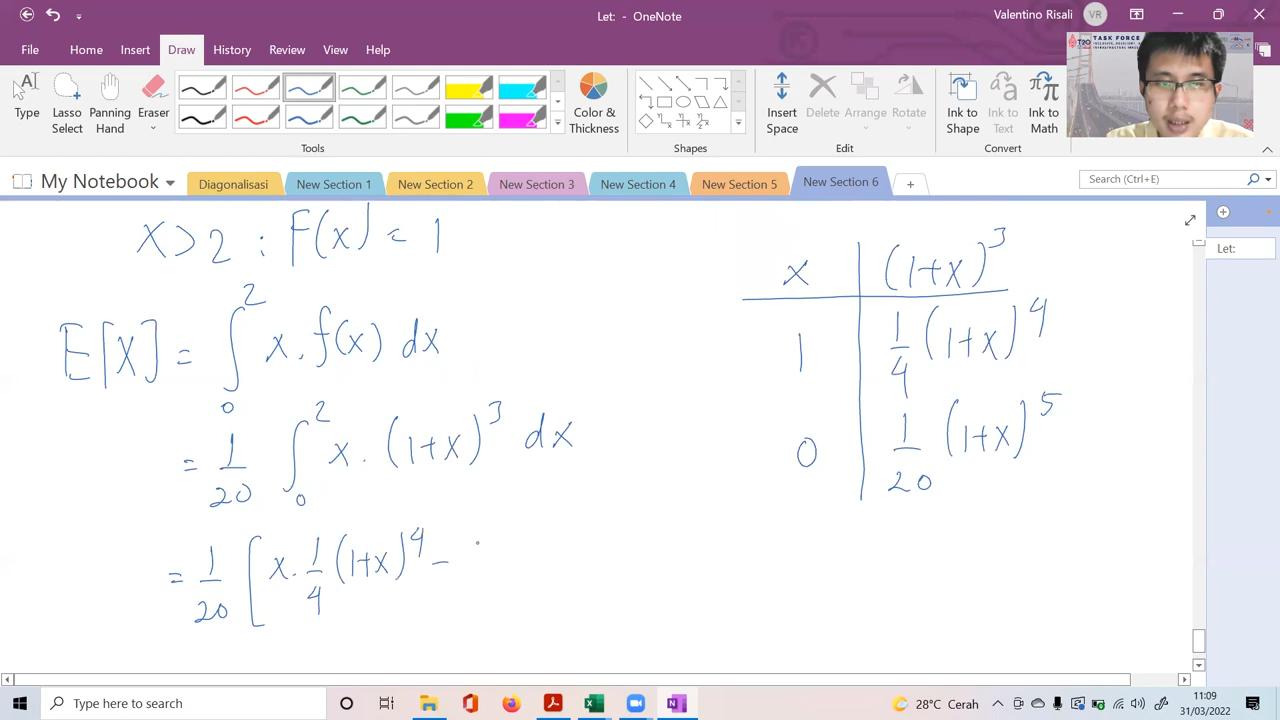 Let: - OneNote
Valentino Risali
VR
TASK FORCE
File Home Insert Draw History Review View Help
Type
Lasso Select
Panning Hand
Eraser
Color & Thickness
Insert Space
Delete
Arrange
Rotate
Ink to Shape
Ink to Text
Ink to Math
Tools
Shapes
Edit
Convert
My Notebook
Diagonalisasi
New Section 1
New Section 2
New Section 3
New Section 4
New Section 5
New Section 6
+
Search (Ctrl+E)
Let:
x > 2 : F(x) = 1
E[X] = ∫₀² x . f(x) dx
= 1/20 ∫₀² x . (1+x)³ dx
= 1/20 [ x . 1/4 (1+x)⁴ –
x | (1+x)³
1 | 1/4 (1+x)⁴
0 | 1/20 (1+x)⁵
Type here to search
28°C Cerah
11:09
31/03/2022